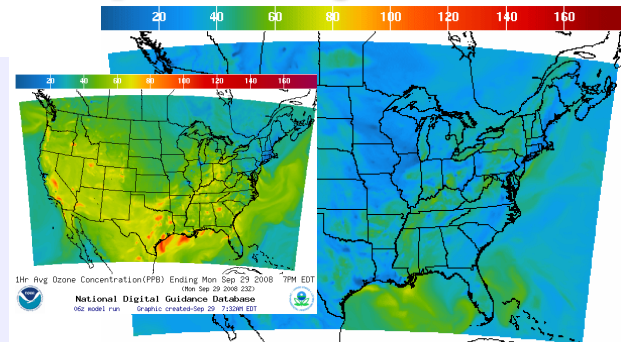 20 40 60 80 100 120 140 160
20 40 60 80 100 120 140 160
1Hr Avg Ozone Concentration(PPB) Ending Mon Sep 29 2008 7PM EDT
(Mon Sep 29 2008 23Z)
National Digital Guidance Database
06z model run Graphic created-Sep 29 7:32AM EDT